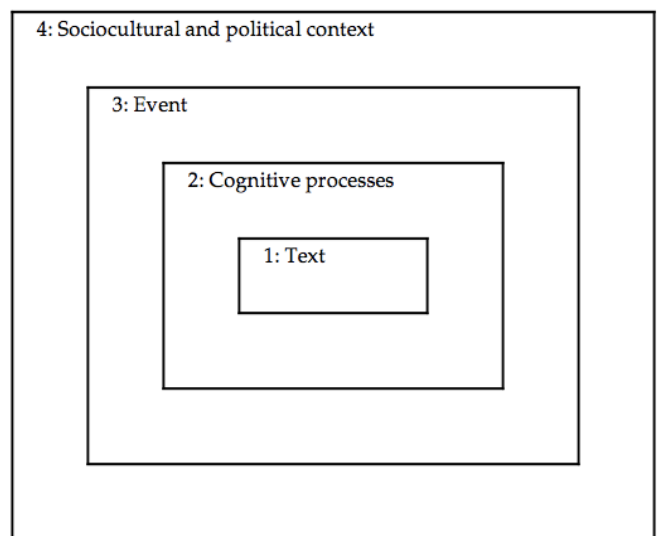 4: Sociocultural and political context
3: Event
2: Cognitive processes
1: Text